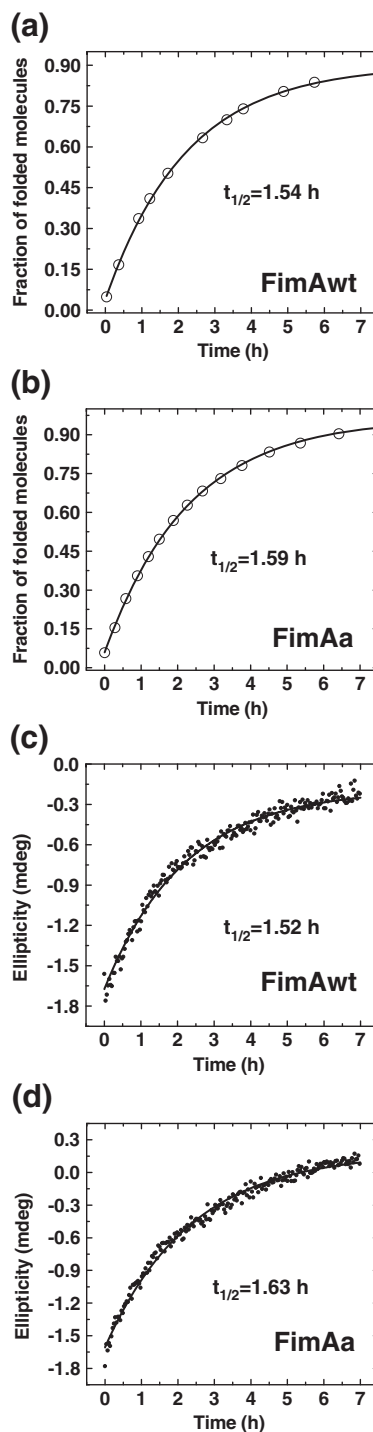 (a)
Fraction of folded molecules
0.90
0.75
0.60
0.45
0.30
0.15
0.00
t1/2=1.54 h
FimAwt
0 1 2 3 4 5 6 7
Time (h)
(b)
Fraction of folded molecules
0.90
0.75
0.60
0.45
0.30
0.15
0.00
t1/2=1.59 h
FimAa
0 1 2 3 4 5 6 7
Time (h)
(c)
Ellipticity (mdeg)
0.0
-0.3
-0.6
-0.9
-1.2
-1.5
-1.8
t1/2=1.52 h
FimAwt
0 1 2 3 4 5 6 7
Time (h)
(d)
Ellipticity (mdeg)
0.3
0.0
-0.3
-0.6
-0.9
-1.2
-1.5
-1.8
t1/2=1.63 h
FimAa
0 1 2 3 4 5 6 7
Time (h)